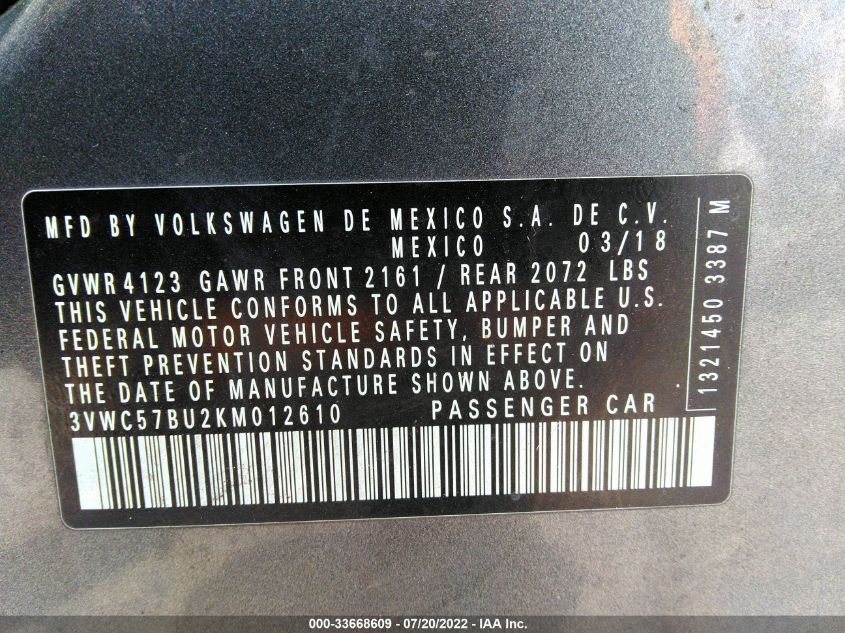 MFD BY VOLKSWAGEN DE MEXICO S.A. DE C.V.
MEXICO 03/18
GVWR 4123 GAWR FRONT 2161 / REAR 2072 LBS
THIS VEHICLE CONFORMS TO ALL APPLICABLE U.S.
FEDERAL MOTOR VEHICLE SAFETY, BUMPER AND
THEFT PREVENTION STANDARDS IN EFFECT ON
THE DATE OF MANUFACTURE SHOWN ABOVE.
3VWC57BU2KM012610 PASSENGER CAR
1321450 3387 M
000-33668609 - 07/20/2022 - IAA Inc.